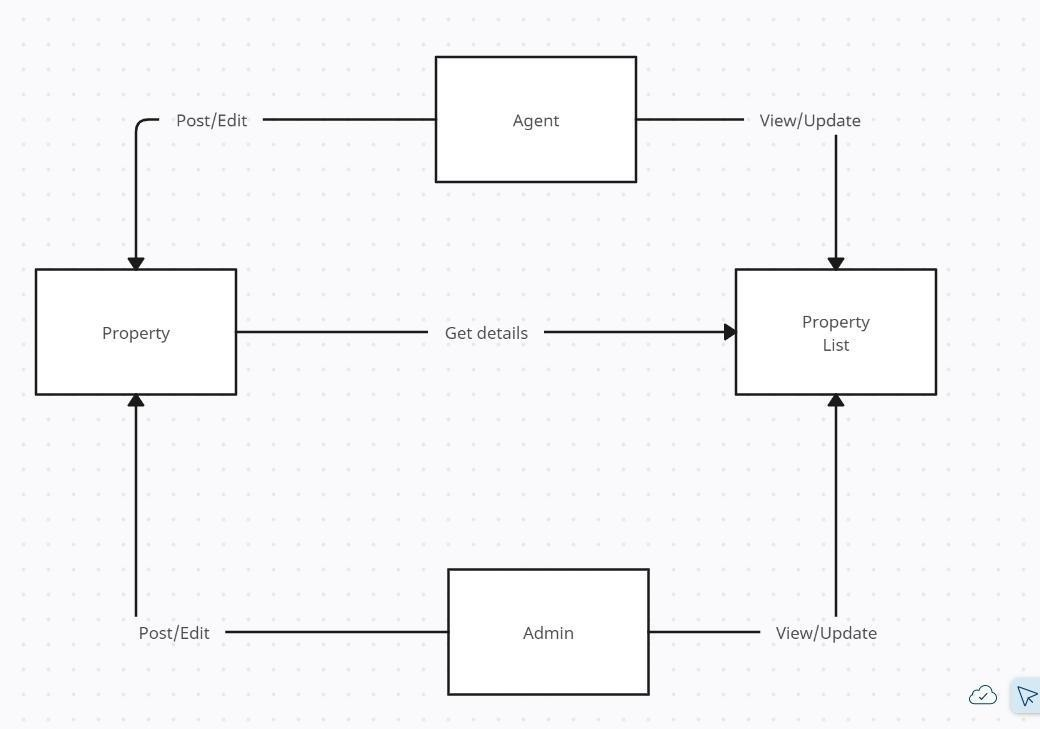 Post/Edit
Agent
View/Update
Property
Get details
Property
List
Post/Edit
Admin
View/Update